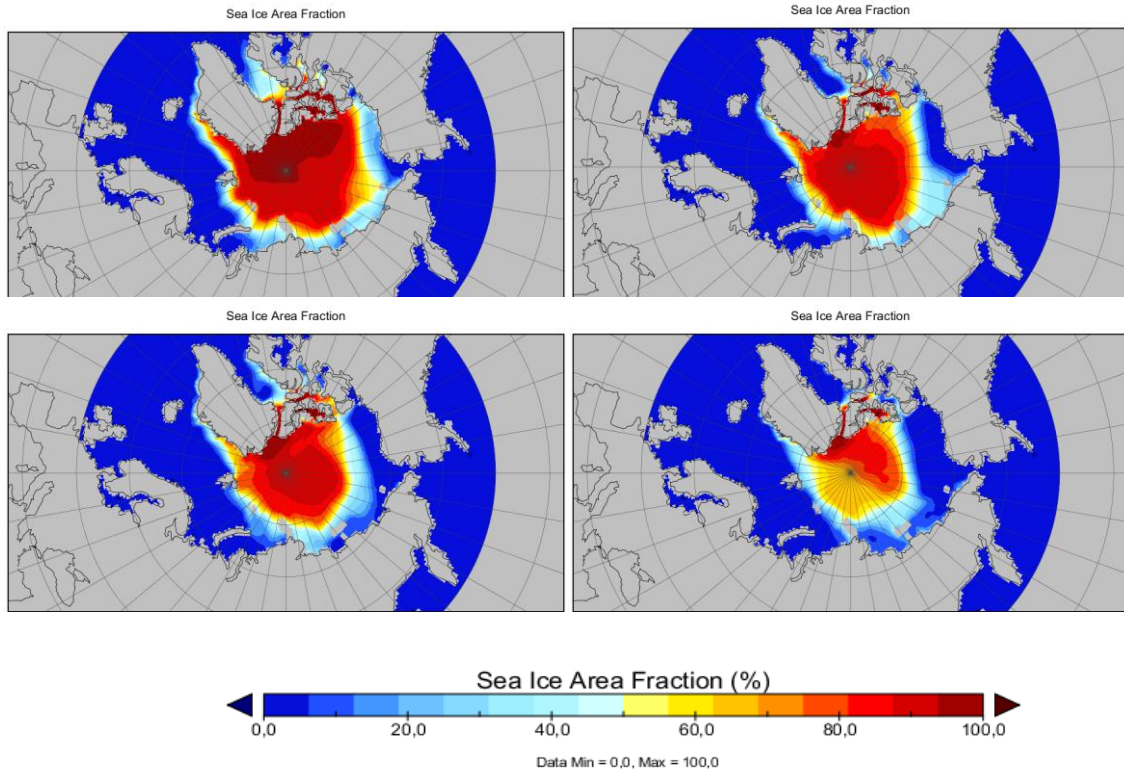 Sea Ice Area Fraction
Sea Ice Area Fraction
Sea Ice Area Fraction
Sea Ice Area Fraction
Sea Ice Area Fraction (%)
0,0 20,0 40,0 60,0 80,0 100,0
Data Min = 0,0, Max = 100,0